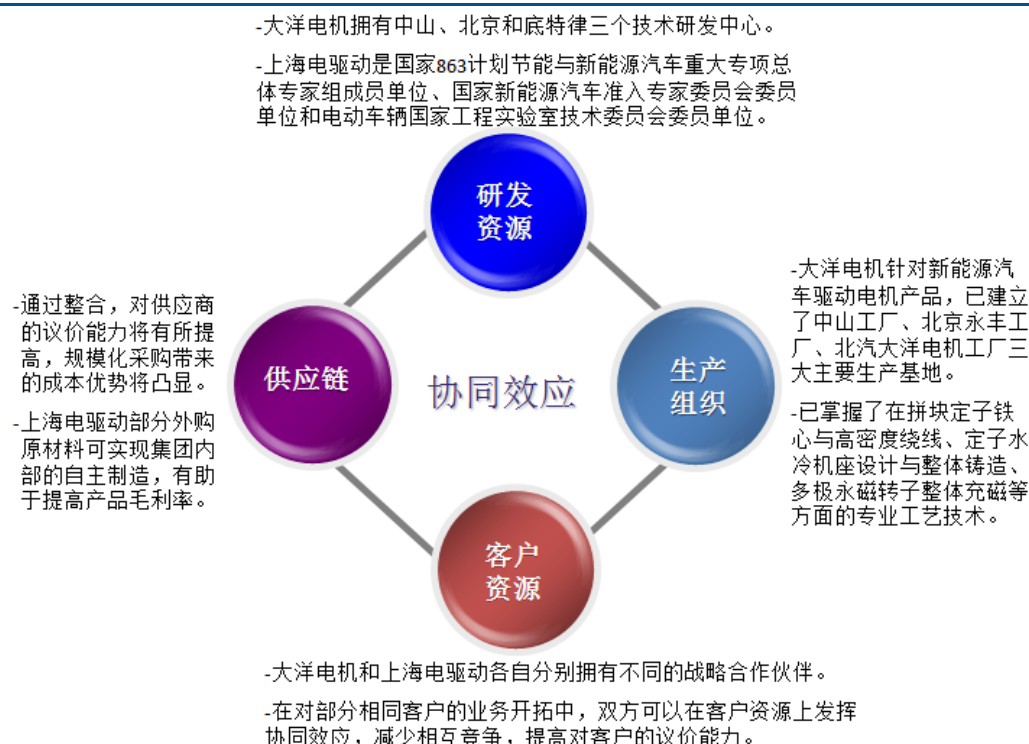 -大洋电机拥有中山、北京和底特律三个技术研发中心。
-上海电驱动是国家863计划节能与新能源汽车重大专项总
体专家组成员单位、国家新能源汽车准入专家委员会委员
单位和电动车辆国家工程实验室技术委员会委员单位。
研发
资源
-通过整合，对供应商
的议价能力将有所提
高，规模化采购带来
的成本优势将凸显。
-上海电驱动部分外购
原材料可实现集团内
部的自主制造，有助
于提高产品毛利率。
供应链
协同效应
生产
组织
-大洋电机针对新能源汽
车驱动电机产品，已建立
了中山工厂、北京永丰工
厂、北汽大洋电机工厂三
大主要生产基地。
-已掌握了在拼块定子铁
心与高密度绕线、定子水
冷机座设计与整体铸造、
多极永磁转子整体充磁等
方面的专业工艺技术。
客户
资源
-大洋电机和上海电驱动各自分别拥有不同的战略合作伙伴。
-在对部分相同客户的业务开拓中，双方可以在客户资源上发挥
协同效应，减少相互竞争，提高对客户的议价能力。